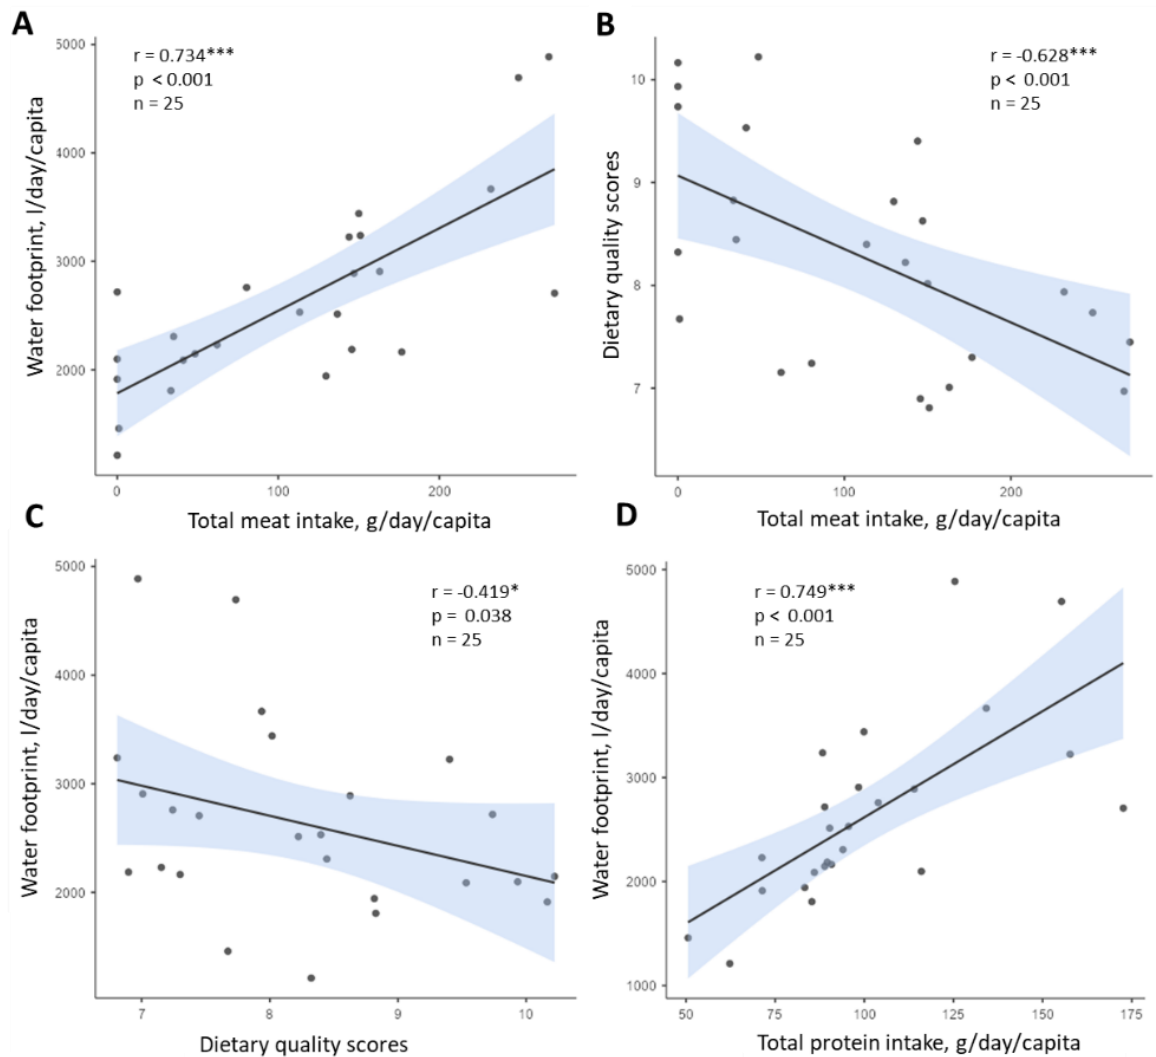 A
r = 0.734***
p < 0.001
n = 25
5000
4000
3000
2000
Water footprint, l/day/capita
0 100 200
Total meat intake, g/day/capita
B
r = -0.628***
p < 0.001
n = 25
10
9
8
7
Dietary quality scores
0 100 200
Total meat intake, g/day/capita
C
r = -0.419*
p = 0.038
n = 25
5000
4000
3000
2000
Water footprint, l/day/capita
7 8 9 10
Dietary quality scores
D
r = 0.749***
p < 0.001
n = 25
5000
4000
3000
2000
1000
Water footprint, l/day/capita
50 75 100 125 150 175
Total protein intake, g/day/capita